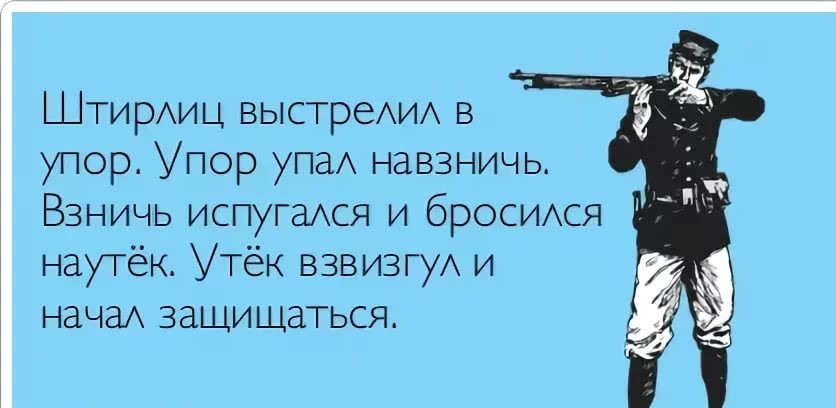 Штирлиц выстрелил в
упор. Упор упал навзничь.
Взничь испугался и бросился
наутёк. Утёк взвизгул и
начал защищаться.